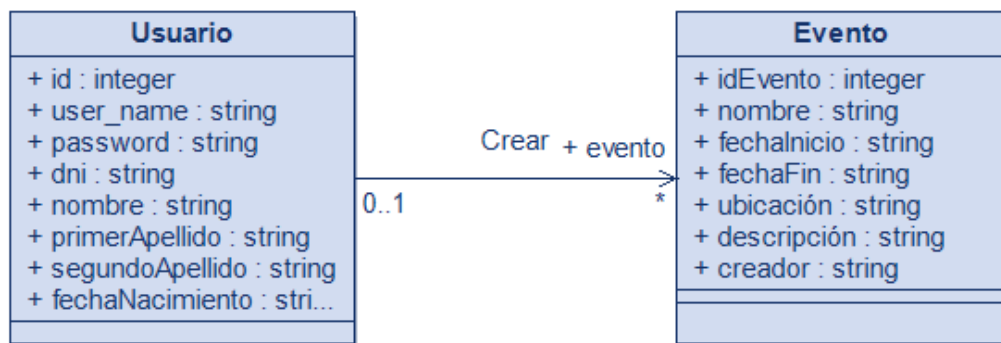 Usuario
+ id : integer
+ user_name : string
+ password : string
+ dni : string
+ nombre : string
+ primerApellido : string
+ segundoApellido : string
+ fechaNacimiento : stri...
Crear
+ evento
0..1
*
Evento
+ idEvento : integer
+ nombre : string
+ fechaInicio : string
+ fechaFin : string
+ ubicación : string
+ descripción : string
+ creador : string